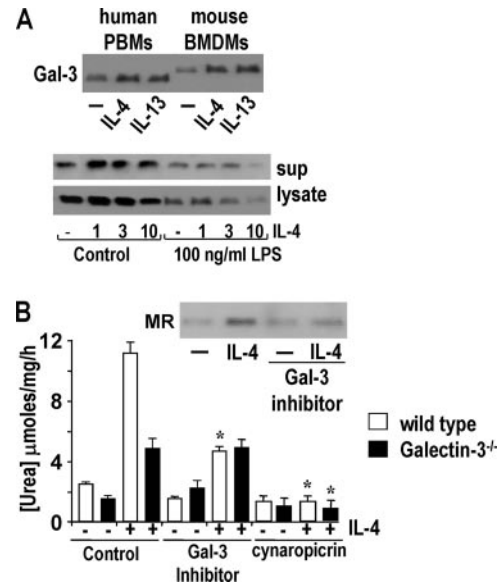 A
human mouse
PBMs BMDMs
Gal-3
– IL-4 IL-13 – IL-4 IL-13
sup
lysate
- 1 3 10 - 1 3 10 IL-4
Control 100 ng/ml LPS
B
MR
– IL-4 – IL-4
Gal-3
inhibitor
wild type
Galectin-3-/-
[Urea] μmoles/mg/h
12
8
4
0
* * *
- - + + - - + + - - + + IL-4
Control Gal-3 cynaropicrin
Inhibitor